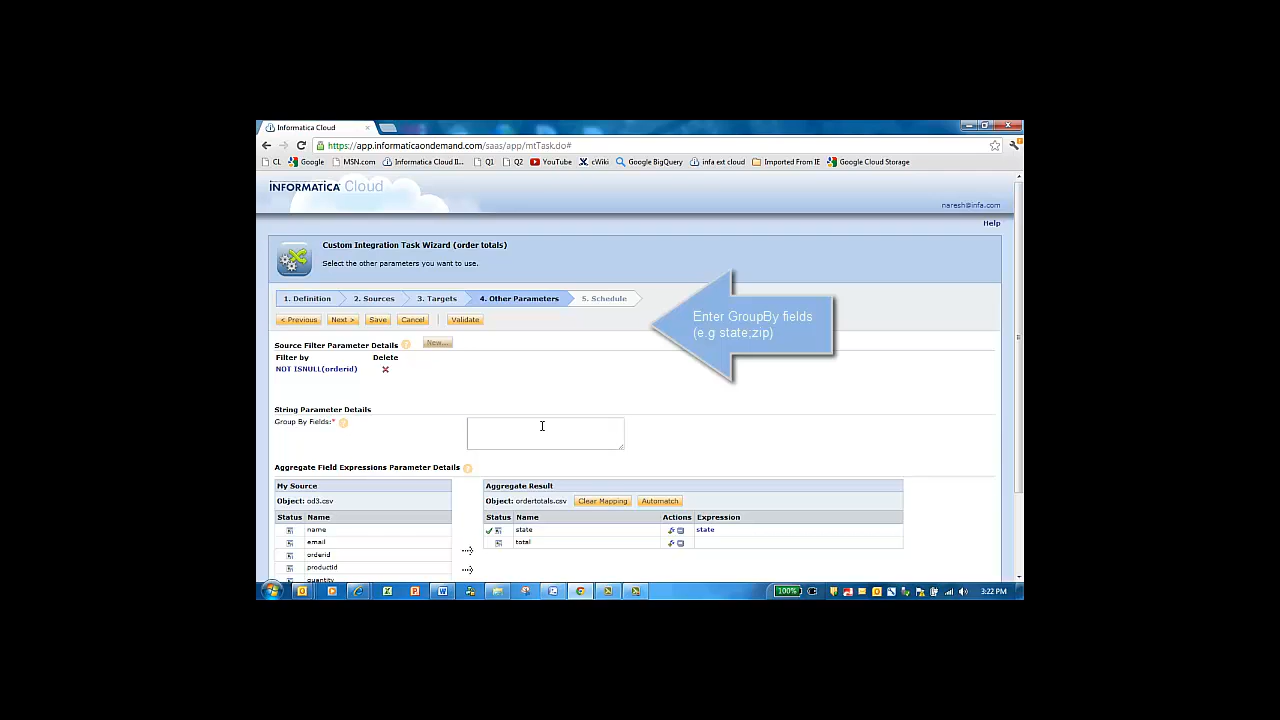 Informatica Cloud
https://app.informaticaondemand.com/saas/app/mtTask.do#
CL Google MSN.com Informatica Cloud II... Q1 Q2 YouTube cWiki Google BigQuery infa ext cloud Imported From IE Google Cloud Storage
INFORMATICA Cloud
naresh@infa.com
Help
Custom Integration Task Wizard (order totals)
Select the other parameters you want to use.
1. Definition 2. Sources 3. Targets 4. Other Parameters 5. Schedule
< Previous Next > Save Cancel Validate
Enter GroupBy fields
(e.g state;zip)
Source Filter Parameter Details ? New...
Filter by Delete
NOT ISNULL(orderid)
String Parameter Details
Group By Fields:* ?
Aggregate Field Expressions Parameter Details ?
My Source Aggregate Result
Object: od3.csv Object: ordertotals.csv Clear Mapping Automatch
Status Name Status Name Actions Expression
name state state
email total
orderid
productid
quantity
100% 3:22 PM